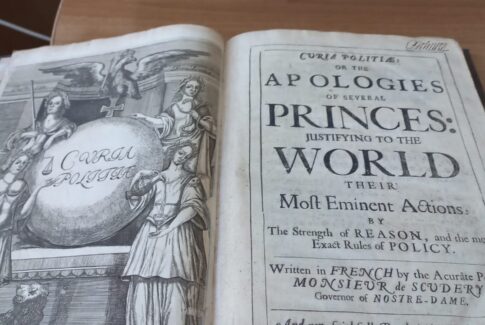 CURIA
POLITIÆ
CURIA POLITIÆ:
OR THE
APOLOGIES
OF SEVERAL
PRINCES:
JUSTIFYING TO THE
WORLD
THEIR
Most Eminent Actions:
BY
The Strength of REASON, and the
Exact Rules of POLICY.
Written in FRENCH by the Acurate
MONSIEUR de SCUDERY
Governor of NOSTRE-DAME.